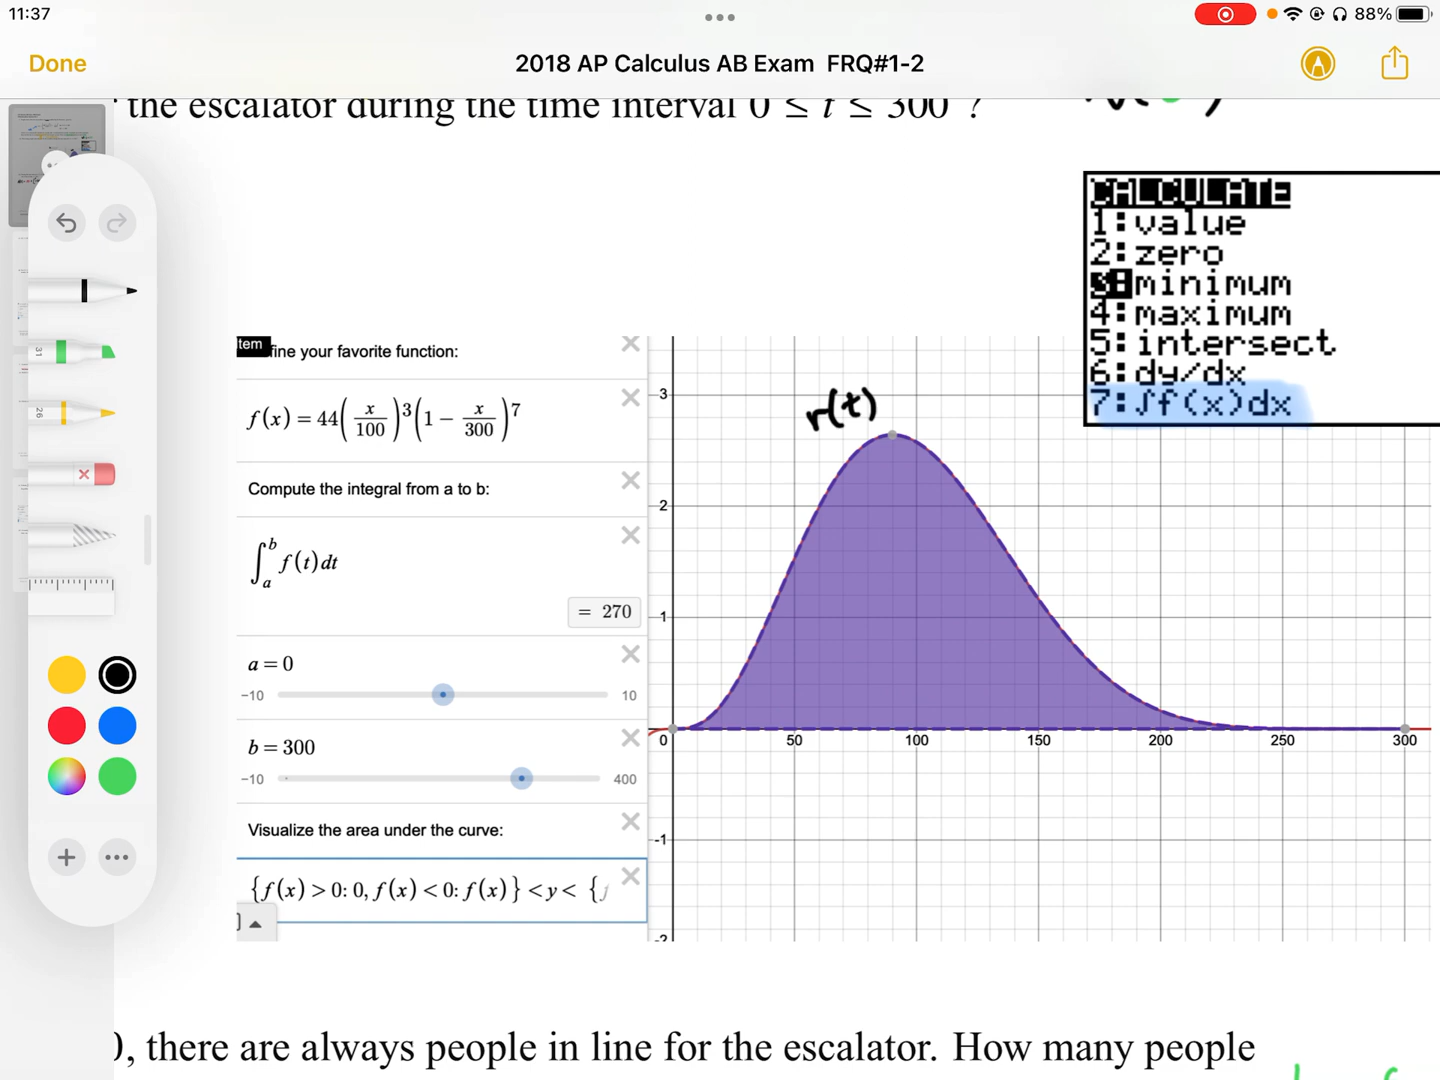 11:37
88%
Done
2018 AP Calculus AB Exam FRQ#1-2
the escalator during the time interval 0 ≤ t ≤ 300 ?
CALCULATE
1:value
2:zero
3:minimum
4:maximum
5:intersect
6:dy/dx
7:∫f(x)dx
tem
fine your favorite function:
f(x) = 44(x/100)^3(1 − x/300)^7
Compute the integral from a to b:
∫_a^b f(t)dt
= 270
a = 0
−10 10
b = 300
−10 400
Visualize the area under the curve:
{f(x) > 0: 0, f(x) < 0: f(x)} < y < {
r(t)
3
2
1
0 50 100 150 200 250 300
-1
-2
31
26
), there are always people in line for the escalator. How many people